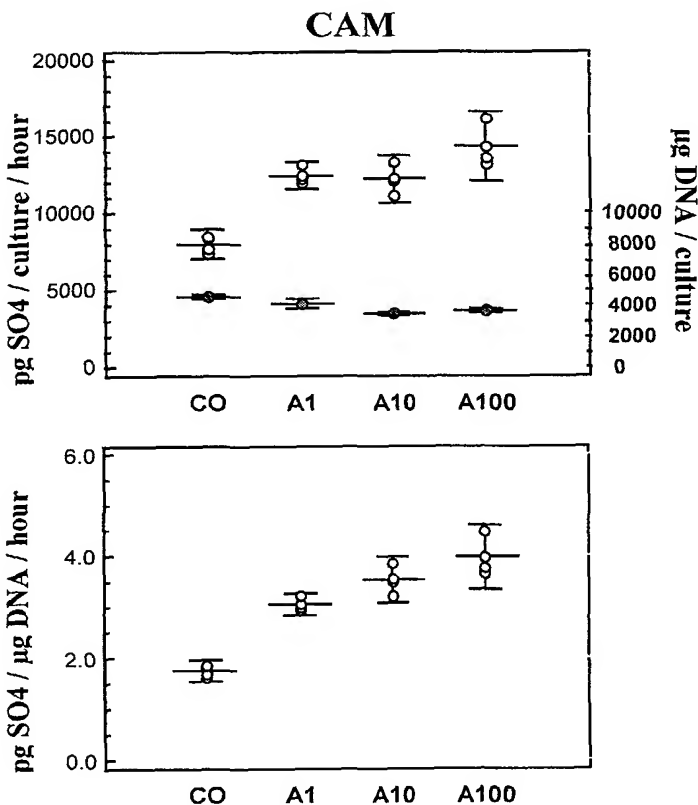 CAM
pg SO4 / culture / hour
20000
15000
10000
5000
0
µg DNA / culture
10000
8000
6000
4000
2000
0
CO A1 A10 A100
pg SO4 / µg DNA / hour
6.0
4.0
2.0
0.0
CO A1 A10 A100